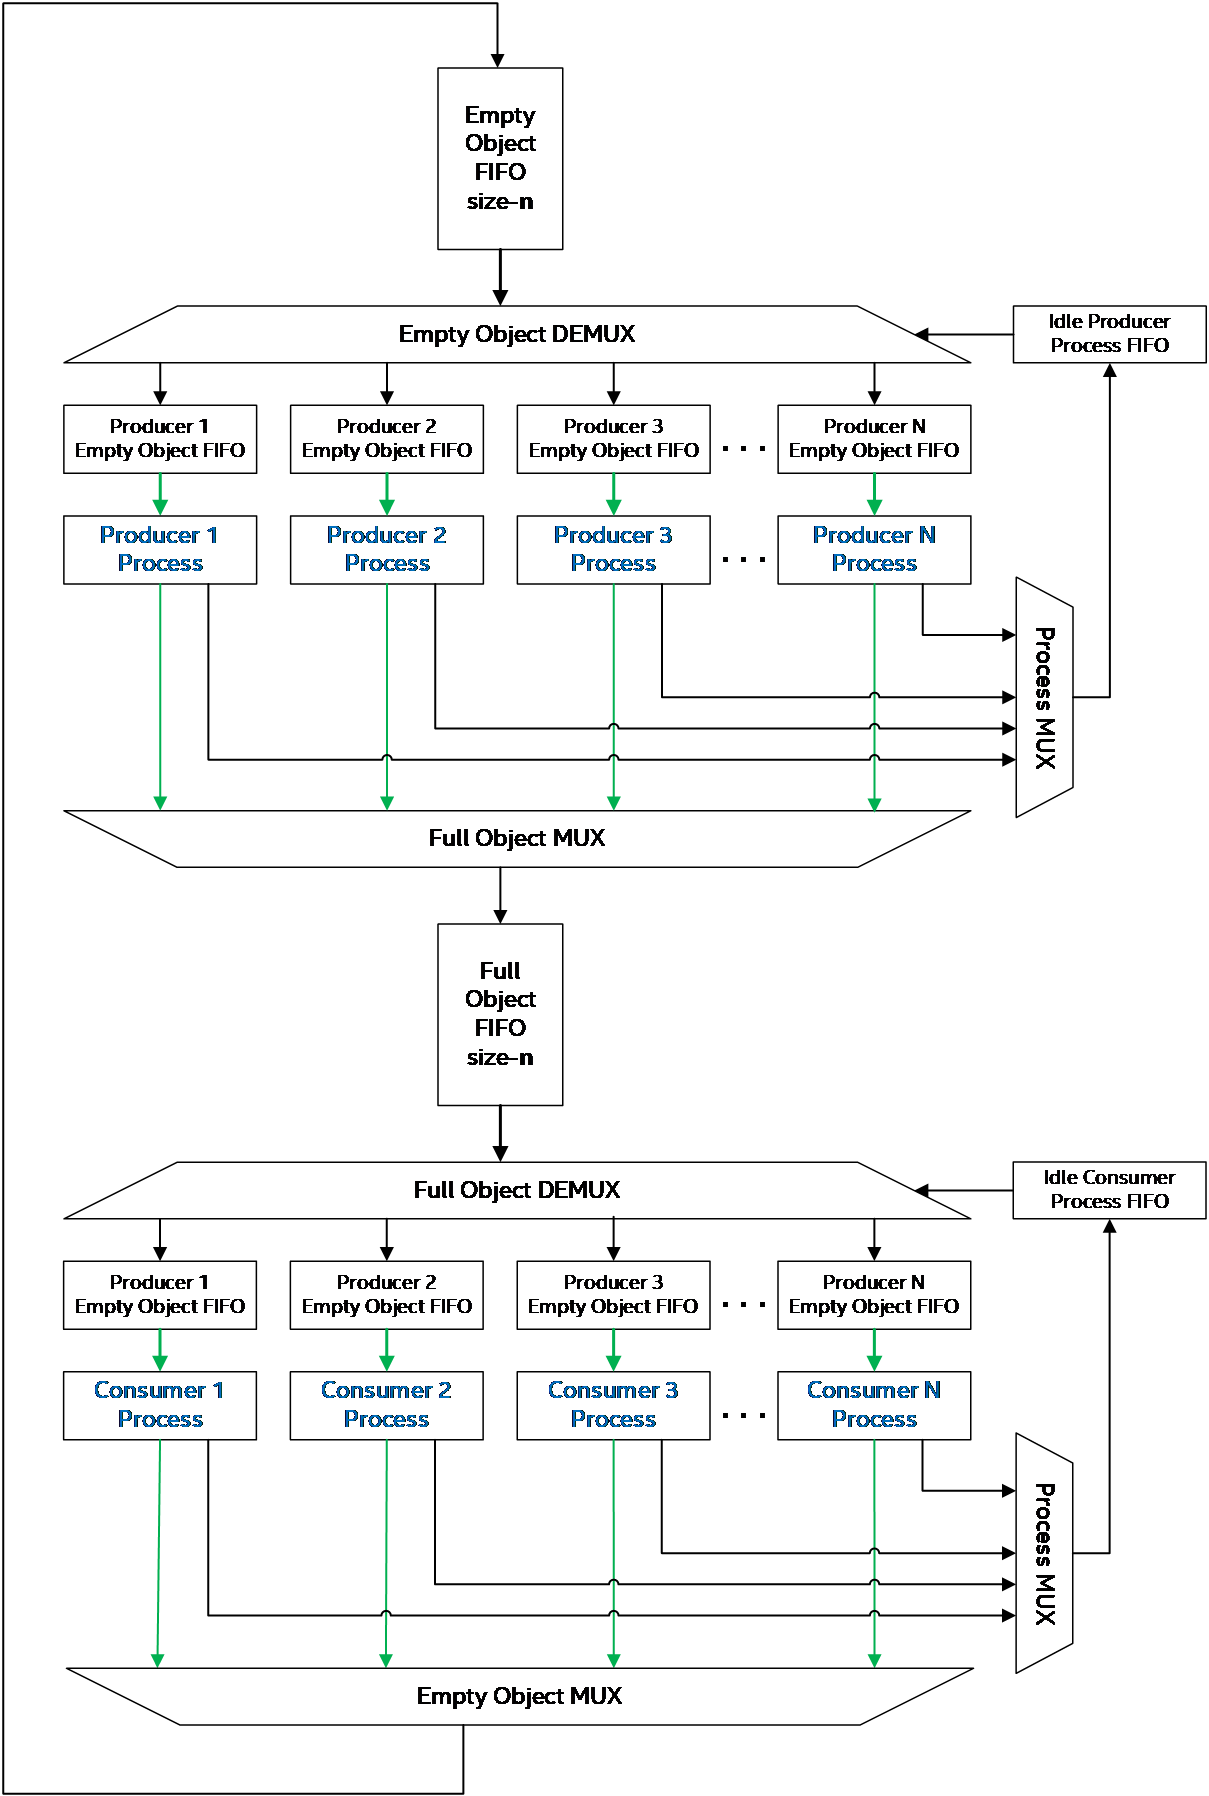 Empty
Object
FIFO
size-n
Empty Object DEMUX
Idle Producer
Process FIFO
Producer 1
Empty Object FIFO
Producer 2
Empty Object FIFO
Producer 3
Empty Object FIFO
. . .
Producer N
Empty Object FIFO
Producer 1
Process
Producer 2
Process
Producer 3
Process
. . .
Producer N
Process
Process MUX
Full Object MUX
Full
Object
FIFO
size-n
Full Object DEMUX
Idle Consumer
Process FIFO
Producer 1
Empty Object FIFO
Producer 2
Empty Object FIFO
Producer 3
Empty Object FIFO
. . .
Producer N
Empty Object FIFO
Consumer 1
Process
Consumer 2
Process
Consumer 3
Process
. . .
Consumer N
Process
Process MUX
Empty Object MUX